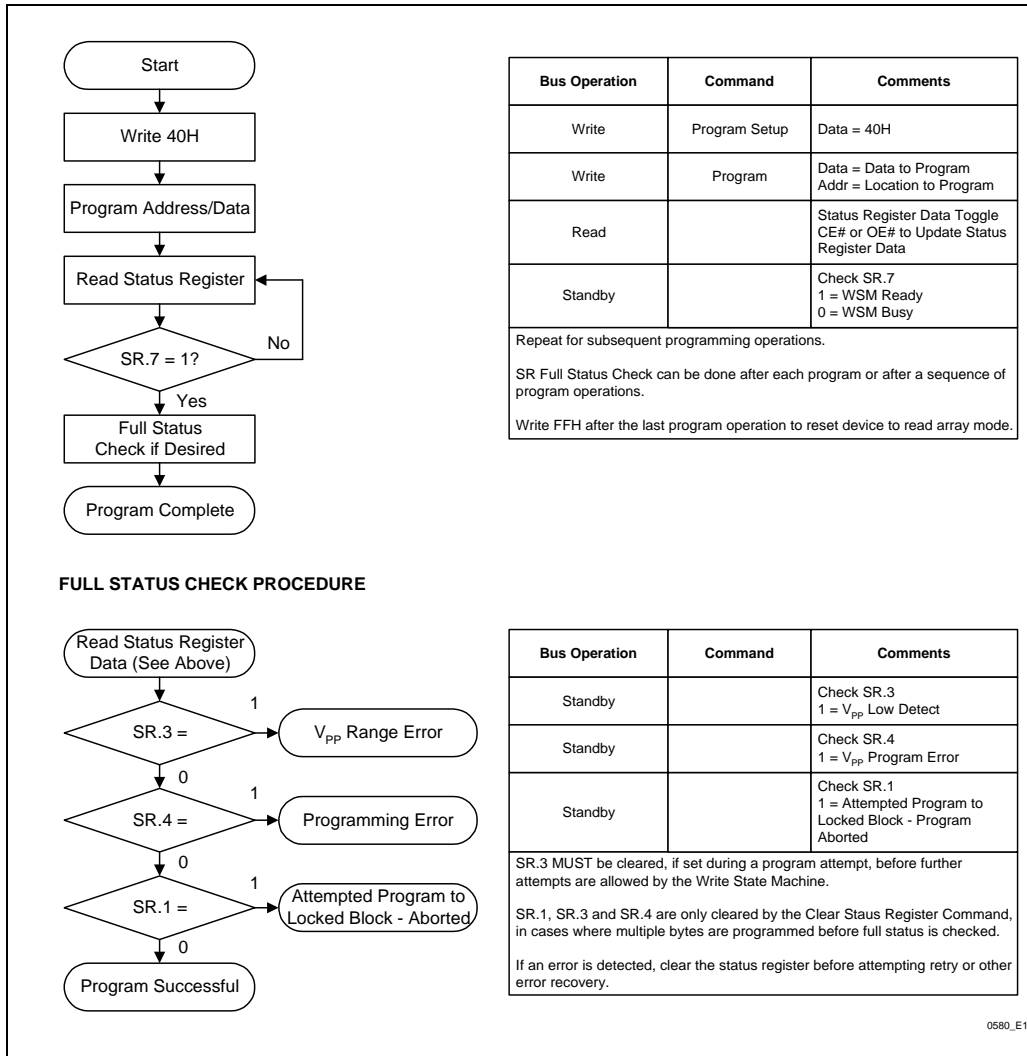 Start
Write 40H
Program Address/Data
Read Status Register
No
SR.7 = 1?
Yes
Full Status
Check if Desired
Program Complete
Bus Operation Command Comments
Write Program Setup Data = 40H
Write Program Data = Data to Program
Addr = Location to Program
Read Status Register Data Toggle
CE# or OE# to Update Status
Register Data
Standby Check SR.7
1 = WSM Ready
0 = WSM Busy
Repeat for subsequent programming operations.
SR Full Status Check can be done after each program or after a sequence of
program operations.
Write FFH after the last program operation to reset device to read array mode.
FULL STATUS CHECK PROCEDURE
Read Status Register
Data (See Above)
1
SR.3 = VPP Range Error
0
1
SR.4 = Programming Error
0
1
SR.1 = Attempted Program to
Locked Block - Aborted
0
Program Successful
Bus Operation Command Comments
Standby Check SR.3
1 = VPP Low Detect
Standby Check SR.4
1 = VPP Program Error
Standby Check SR.1
1 = Attempted Program to
Locked Block - Program
Aborted
SR.3 MUST be cleared, if set during a program attempt, before further
attempts are allowed by the Write State Machine.
SR.1, SR.3 and SR.4 are only cleared by the Clear Staus Register Command,
in cases where multiple bytes are programmed before full status is checked.
If an error is detected, clear the status register before attempting retry or other
error recovery.
0580_E1